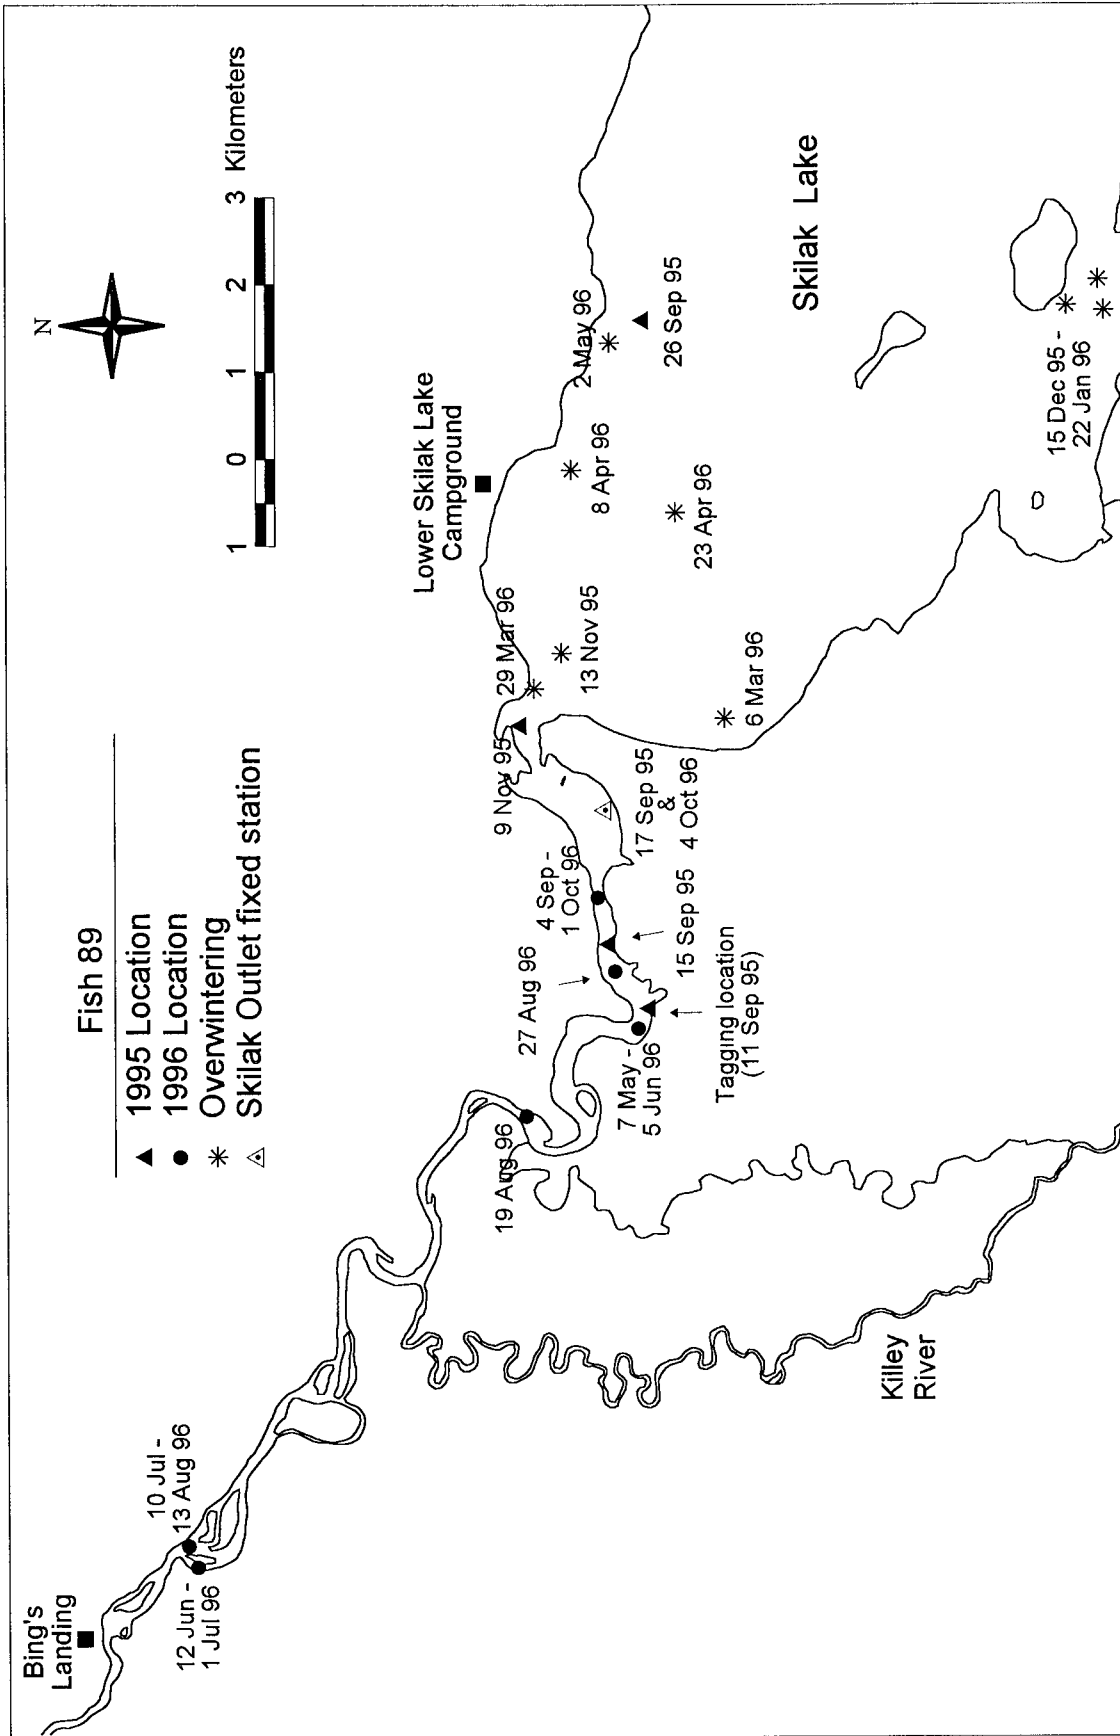 Fish 89
1995 Location
1996 Location
Overwintering
Skilak Outlet fixed station
N
1 0 1 2 3 Kilometers
Bing's
Landing
10 Jul -
13 Aug 96
12 Jun -
1 Jul 96
Lower Skilak Lake
Campground
19 Aug 96
27 Aug 96
4 Sep -
1 Oct 96
9 Nov 95
29 Mar 96
13 Nov 95
8 Apr 96
2 May 96
26 Sep 95
23 Apr 96
6 Mar 96
17 Sep 95
&
4 Oct 96
15 Sep 95
7 May -
5 Jun 96
Tagging location
(11 Sep 95)
Skilak Lake
15 Dec 95 -
22 Jan 96
Killey
River